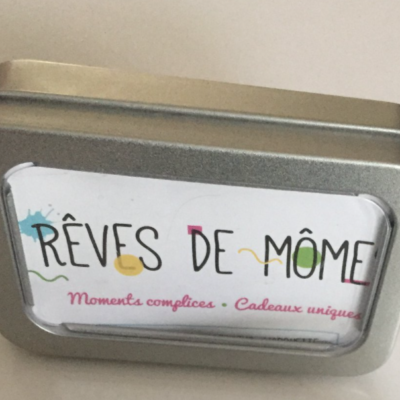 RÊVES DE MÔME
Moments complices • Cadeaux uniques